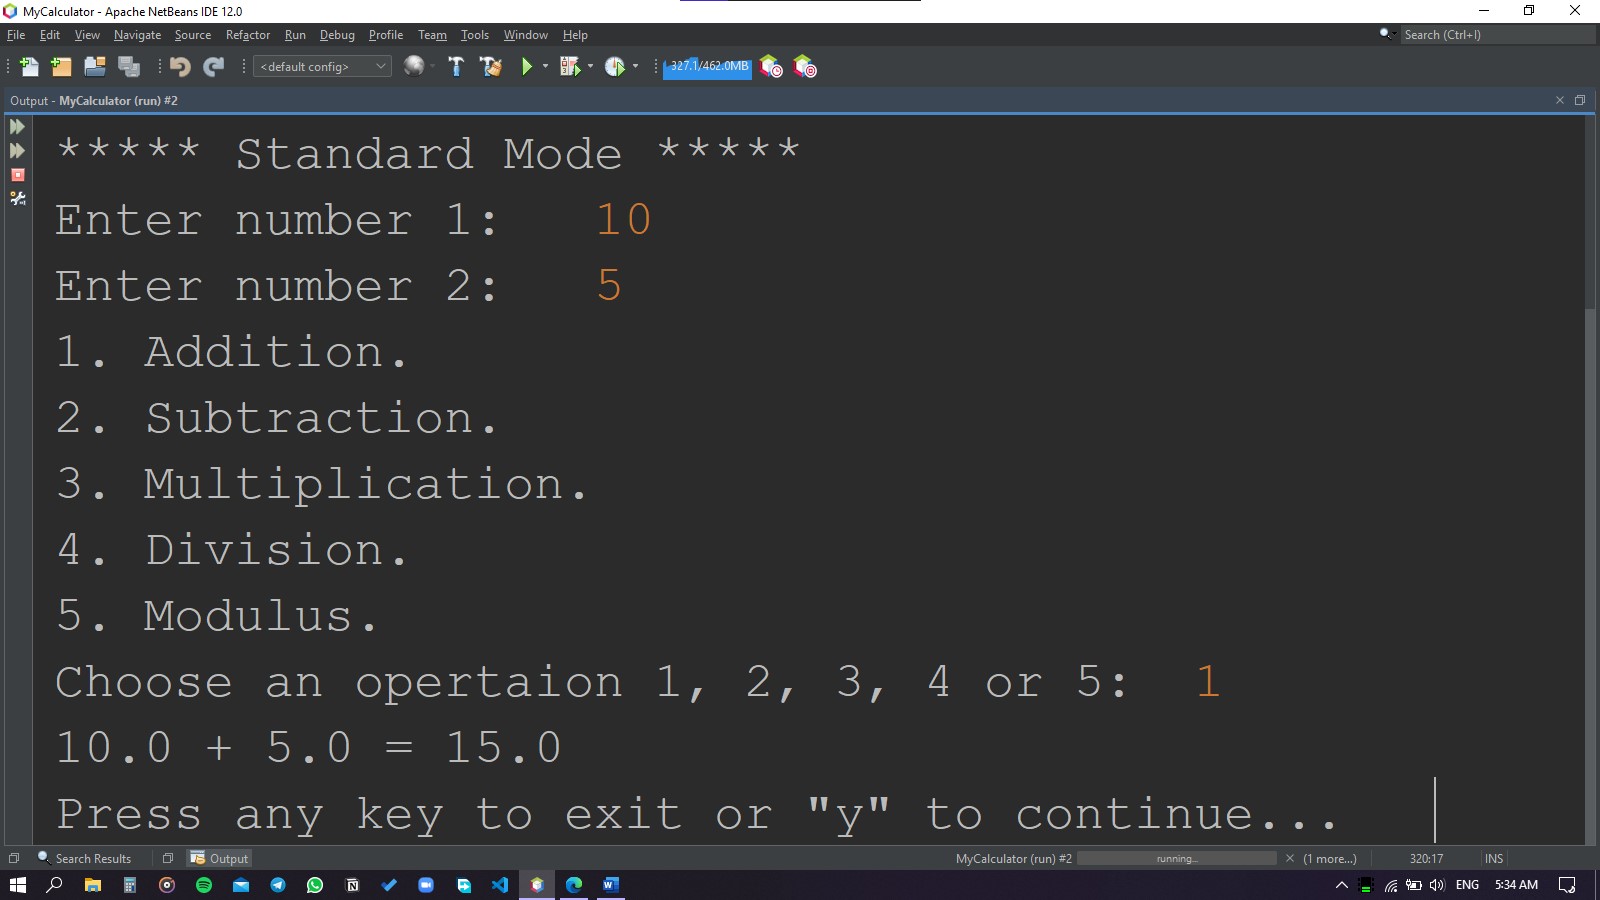 MyCalculator - Apache NetBeans IDE 12.0
File Edit View Navigate Source Refactor Run Debug Profile Team Tools Window Help
Search (Ctrl+I)
<default config>
327.1/462.0MB
Output - MyCalculator (run) #2
***** Standard Mode *****
Enter number 1: 10
Enter number 2: 5
1. Addition.
2. Subtraction.
3. Multiplication.
4. Division.
5. Modulus.
Choose an opertaion 1, 2, 3, 4 or 5: 1
10.0 + 5.0 = 15.0
Press any key to exit or "y" to continue...
Search Results Output MyCalculator (run) #2 running... (1 more...) 320:17 INS
ENG 5:34 AM